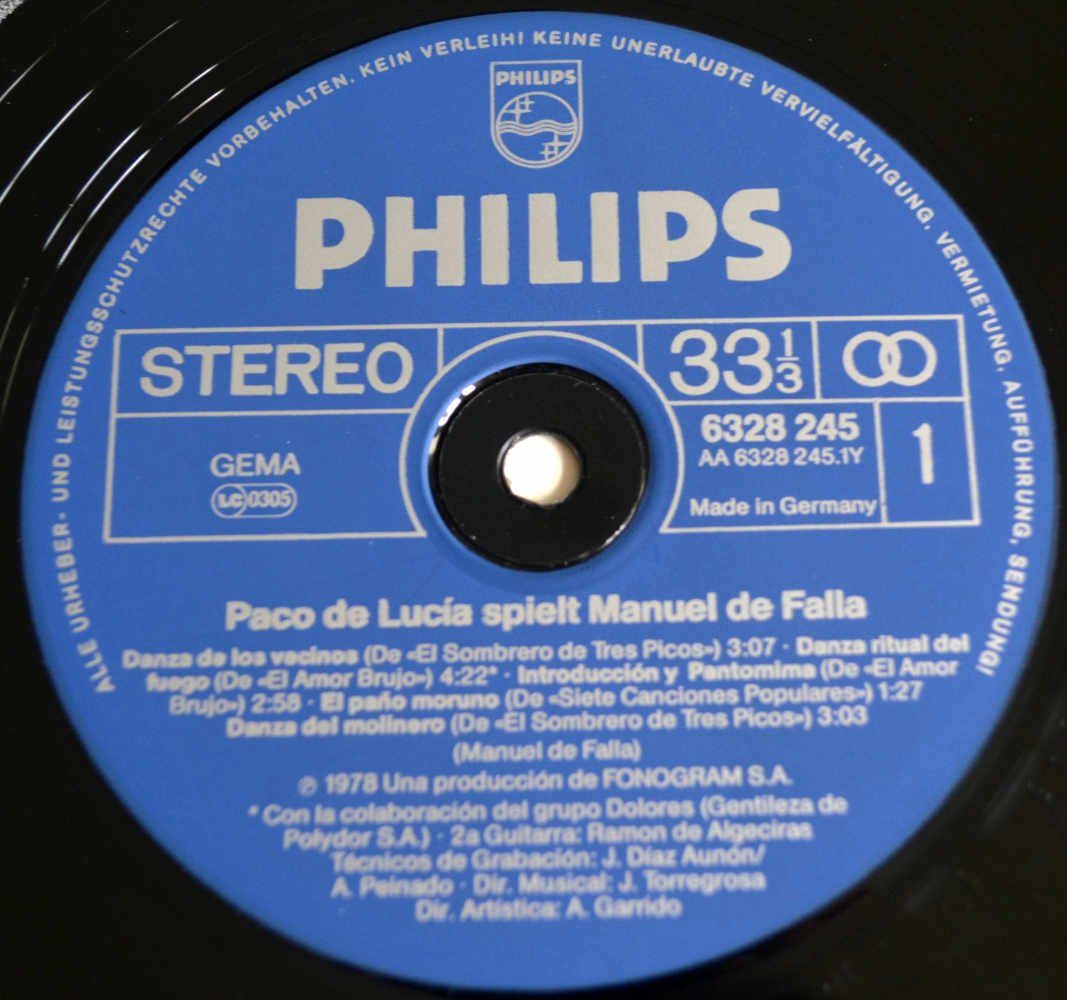 ALLE URHEBER- UND LEISTUNGSSCHUTZRECHTE VORBEHALTEN. KEIN VERLEIH! KEINE UNERLAUBTE VERVIELFÄLTIGUNG, VERMIETUNG, AUFFÜHRUNG, SENDUNG!
PHILIPS
PHILIPS
STEREO
33 1/3
6328 245
AA 6328 245.1Y
1
GEMA
LC 0305
Made in Germany
Paco de Lucía spielt Manuel de Falla
Danza de los vecinos (De «El Sombrero de Tres Picos») 3:07 · Danza ritual del
fuego (De «El Amor Brujo») 4:22* · Introducción y Pantomima (De «El Amor
Brujo») 2:58 · El paño moruno (De «Siete Canciones Populares») 1:27
Danza del molinero (De «El Sombrero de Tres Picos») 3:03
(Manuel de Falla)
℗ 1978 Una producción de FONOGRAM S.A.
* Con la colaboración del grupo Dolores (Gentileza de
Polydor S.A.) · 2a Guitarra: Ramon de Algeciras
Técnicos de Grabación: J. Díaz Aunón/
A. Peinado · Dir. Musical: J. Torregrosa
Dir. Artística: A. Garrido